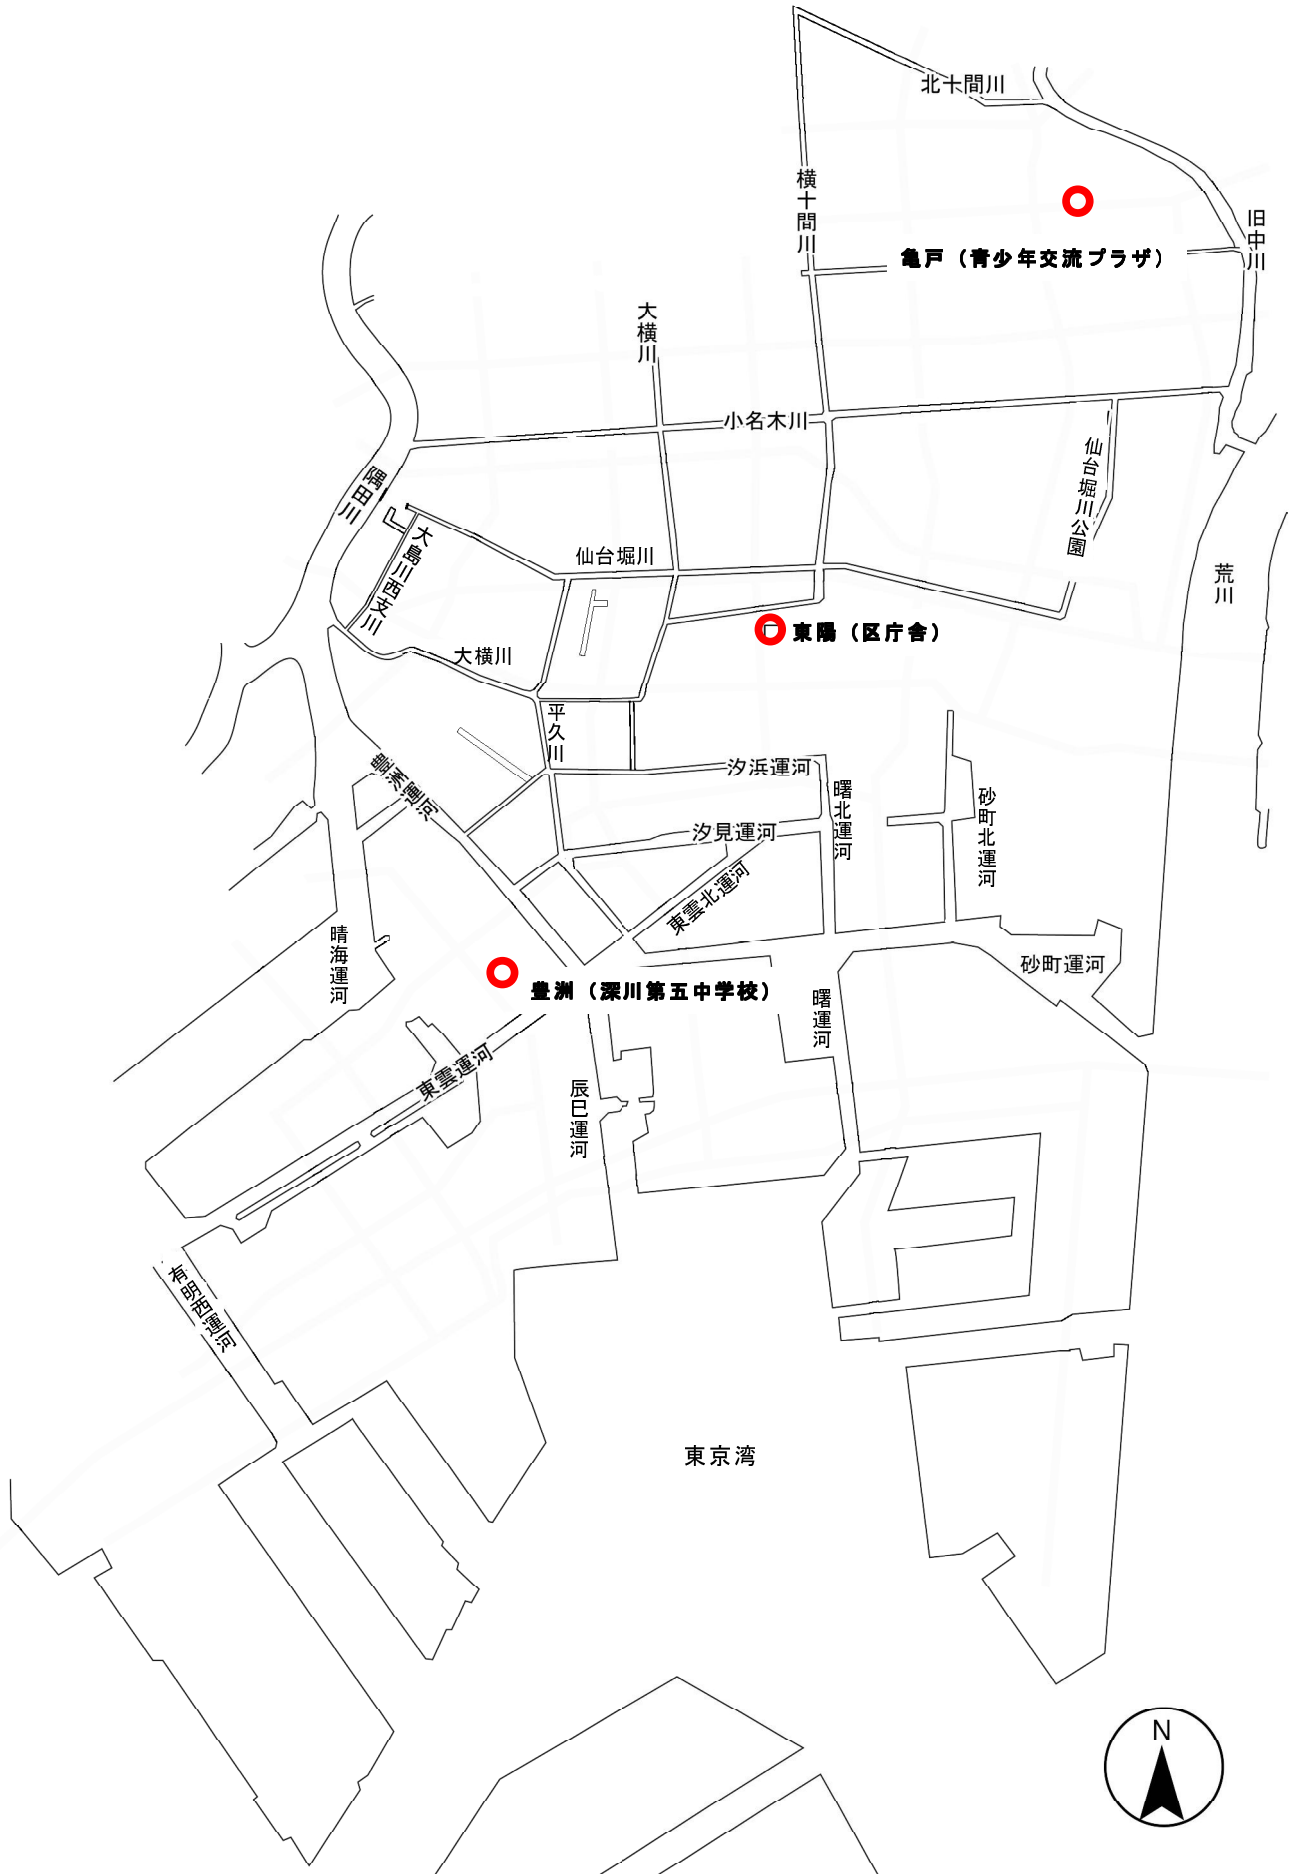 北十間川
横十間川
旧中川
亀戸（青少年交流プラザ）
大横川
小名木川
仙台堀川公園
隅田川
大島川西支川
仙台堀川
荒川
東陽（区庁舎）
大横川
平久川
豊洲運河
汐浜運河
曙北運河
砂町北運河
汐見運河
東雲北運河
晴海運河
砂町運河
豊洲（深川第五中学校）
曙運河
東雲運河
辰巳運河
有明西運河
東京湾
N